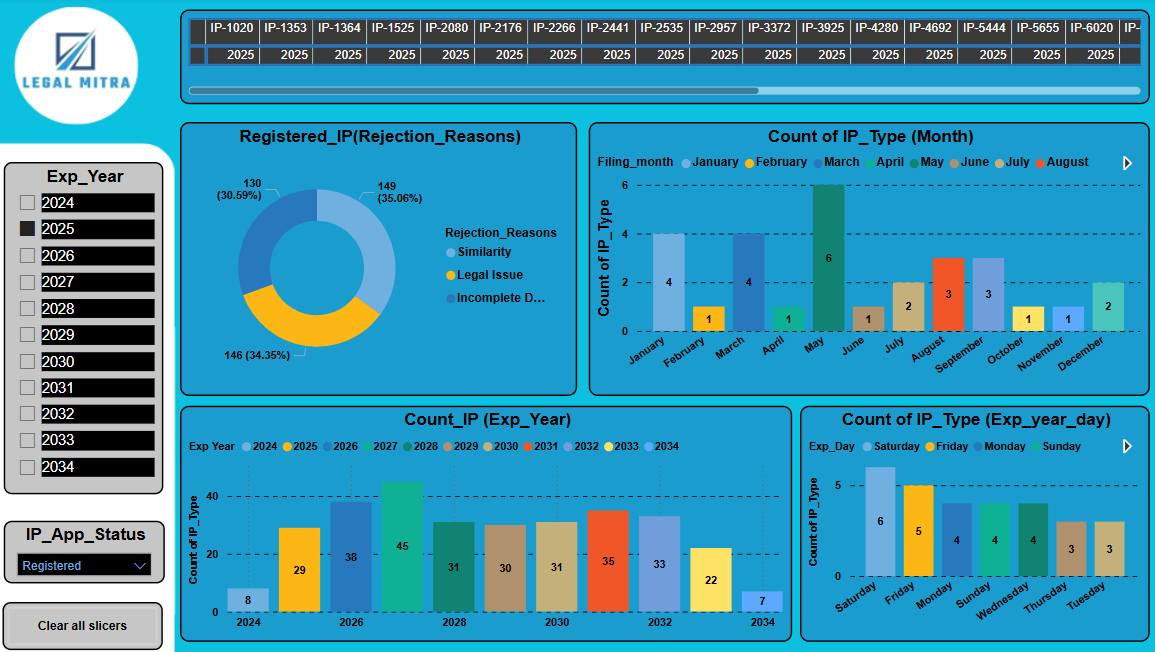 LEGAL MITRA
IP-1020 IP-1353 IP-1364 IP-1525 IP-2080 IP-2176 IP-2266 IP-2441 IP-2535 IP-2957 IP-3372 IP-3925 IP-4280 IP-4692 IP-5444 IP-5655 IP-6020 IP-
2025 2025 2025 2025 2025 2025 2025 2025 2025 2025 2025 2025 2025 2025 2025 2025 2025
Exp_Year
2024
2025
2026
2027
2028
2029
2030
2031
2032
2033
2034
IP_App_Status
Registered
Clear all slicers
Registered_IP(Rejection_Reasons)
130
(30.59%)
149
(35.06%)
146 (34.35%)
Rejection_Reasons
Similarity
Legal Issue
Incomplete D...
Count of IP_Type (Month)
Filing_month January February March April May June July August
Count of IP_Type
6
4
2
0
4 1 4 1 6 1 2 3 3 1 1 2
January February March April May June July August September October November December
Count_IP (Exp_Year)
Exp Year 2024 2025 2026 2027 2028 2029 2030 2031 2032 2033 2034
Count of IP_Type
40
20
0
8 29 38 45 31 30 31 35 33 22 7
2024 2026 2028 2030 2032 2034
Count of IP_Type (Exp_year_day)
Exp_Day Saturday Friday Monday Sunday
Count of IP_Type
5
0
6 5 4 4 4 3 3
Saturday Friday Monday Sunday Wednesday Thursday Tuesday